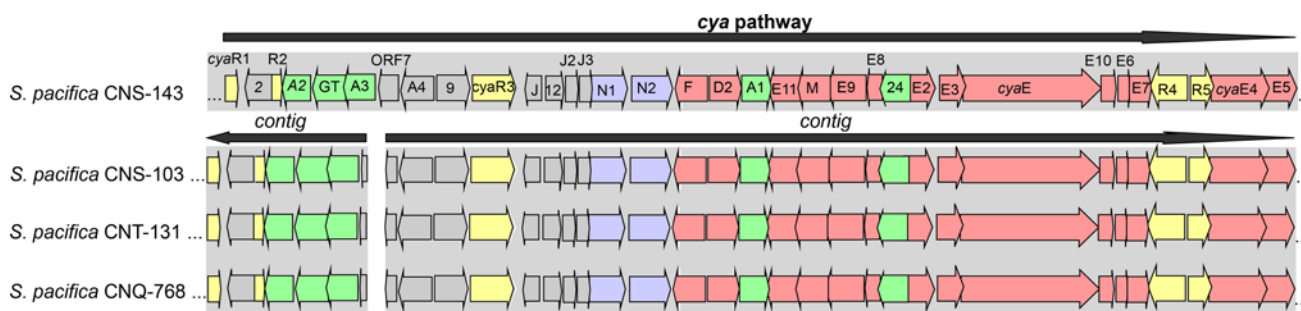 cya pathway
cyaR1 R2 ORF7 J2 J3 E8 E10 E6
S. pacifica CNS-143 ... 2 A2 GT A3 A4 9 cyaR3 J 12 N1 N2 F D2 A1 E11 M E9 24 E2 E3 cyaE E7 R4 R5 cyaE4 E5 .
contig contig
S. pacifica CNS-103 ...
S. pacifica CNT-131 ... .
S. pacifica CNQ-768 ... ..